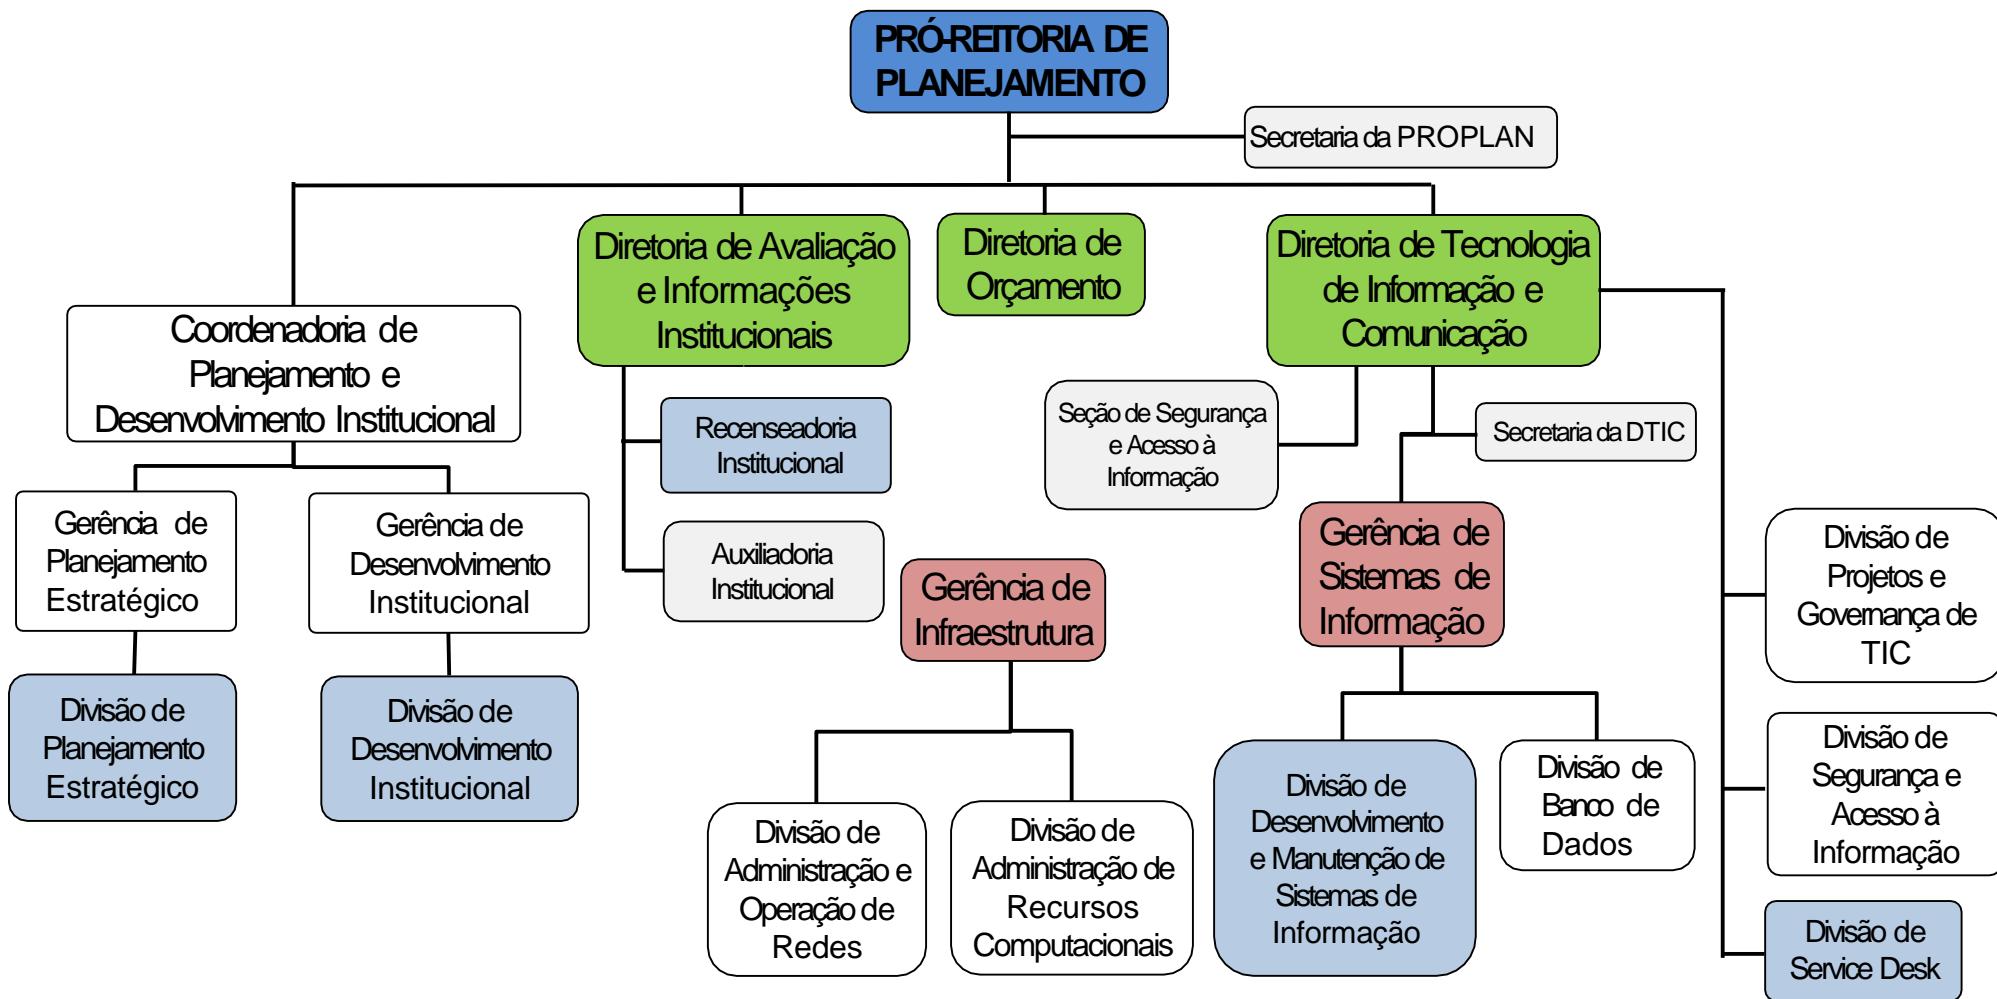 PRÓ-REITORIA DE
PLANEJAMENTO
Secretaria da PROPLAN
Diretoria de Avaliação
e Informações
Institucionais
Diretoria de
Orçamento
Diretoria de Tecnologia
de Informação e
Comunicação
Coordenadoria de
Planejamento e
Desenvolvimento Institucional
Recenseadoria
Institucional
Seção de Segurança
e Acesso à
Informação
Secretaria da DTIC
Gerência de
Planejamento
Estratégico
Gerência de
Desenvolvimento
Institucional
Auxiliadoria
Institucional
Gerência de
Infraestrutura
Gerência de
Sistemas de
Informação
Divisão de
Projetos e
Governança de
TIC
Divisão de
Planejamento
Estratégico
Divisão de
Desenvolvimento
Institucional
Divisão de
Administração e
Operação de
Redes
Divisão de
Administração de
Recursos
Computacionais
Divisão de
Desenvolvimento
e Manutenção de
Sistemas de
Informação
Divisão de
Banco de
Dados
Divisão de
Segurança e
Acesso à
Informação
Divisão de
Service Desk